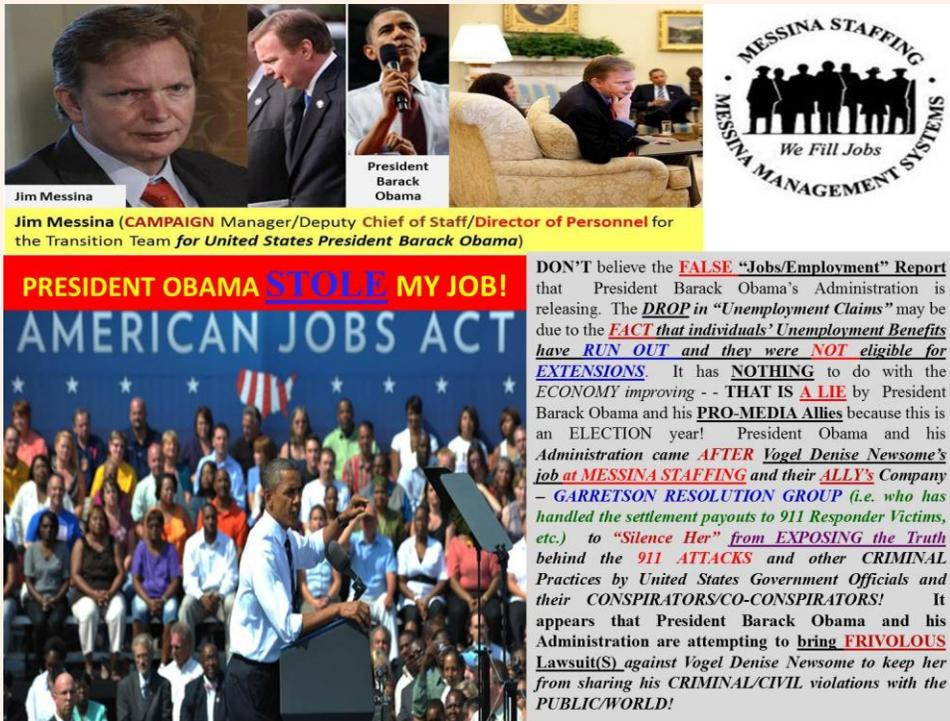 Jim Messina
President
Barack
Obama
MESSINA STAFFING
MESSINA MANAGEMENT SYSTEMS
We Fill Jobs
Jim Messina (CAMPAIGN Manager/Deputy Chief of Staff/Director of Personnel for
the Transition Team for United States President Barack Obama)
PRESIDENT OBAMA STOLE MY JOB!
AMERICAN JOBS ACT
DON'T believe the FALSE "Jobs/Employment" Report
that President Barack Obama's Administration is
releasing. The DROP in "Unemployment Claims" may be
due to the FACT that individuals' Unemployment Benefits
have RUN OUT and they were NOT eligible for
EXTENSIONS. It has NOTHING to do with the
ECONOMY improving - - THAT IS A LIE by President
Barack Obama and his PRO-MEDIA Allies because this is
an ELECTION year! President Obama and his
Administration came AFTER Vogel Denise Newsome's
job at MESSINA STAFFING and their ALLY's Company
– GARRETSON RESOLUTION GROUP (i.e. who has
handled the settlement payouts to 911 Responder Victims,
etc.) to "Silence Her" from EXPOSING the Truth
behind the 911 ATTACKS and other CRIMINAL
Practices by United States Government Officials and
their CONSPIRATORS/CO-CONSPIRATORS! It
appears that President Barack Obama and his
Administration are attempting to bring FRIVOLOUS
Lawsuit(S) against Vogel Denise Newsome to keep her
from sharing his CRIMINAL/CIVIL violations with the
PUBLIC/WORLD!